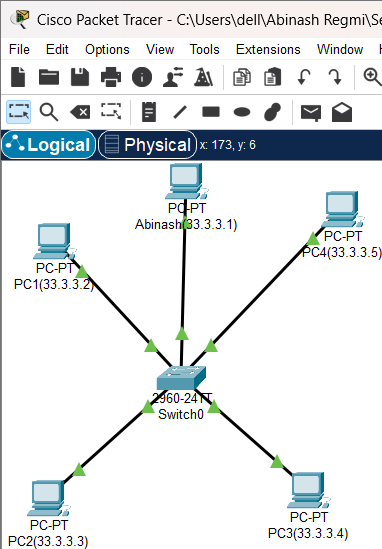 Cisco Packet Tracer - C:\Users\dell\Abinash Regmi\Se
File Edit Options View Tools Extensions Window
Logical Physical x: 173, y: 6
PC-PT
Abinash(33.3.3.1)
PC-PT
PC4(33.3.3.5)
PC-PT
PC1(33.3.3.2)
2960-24TT
Switch0
PC-PT
PC2(33.3.3.3)
PC-PT
PC3(33.3.3.4)